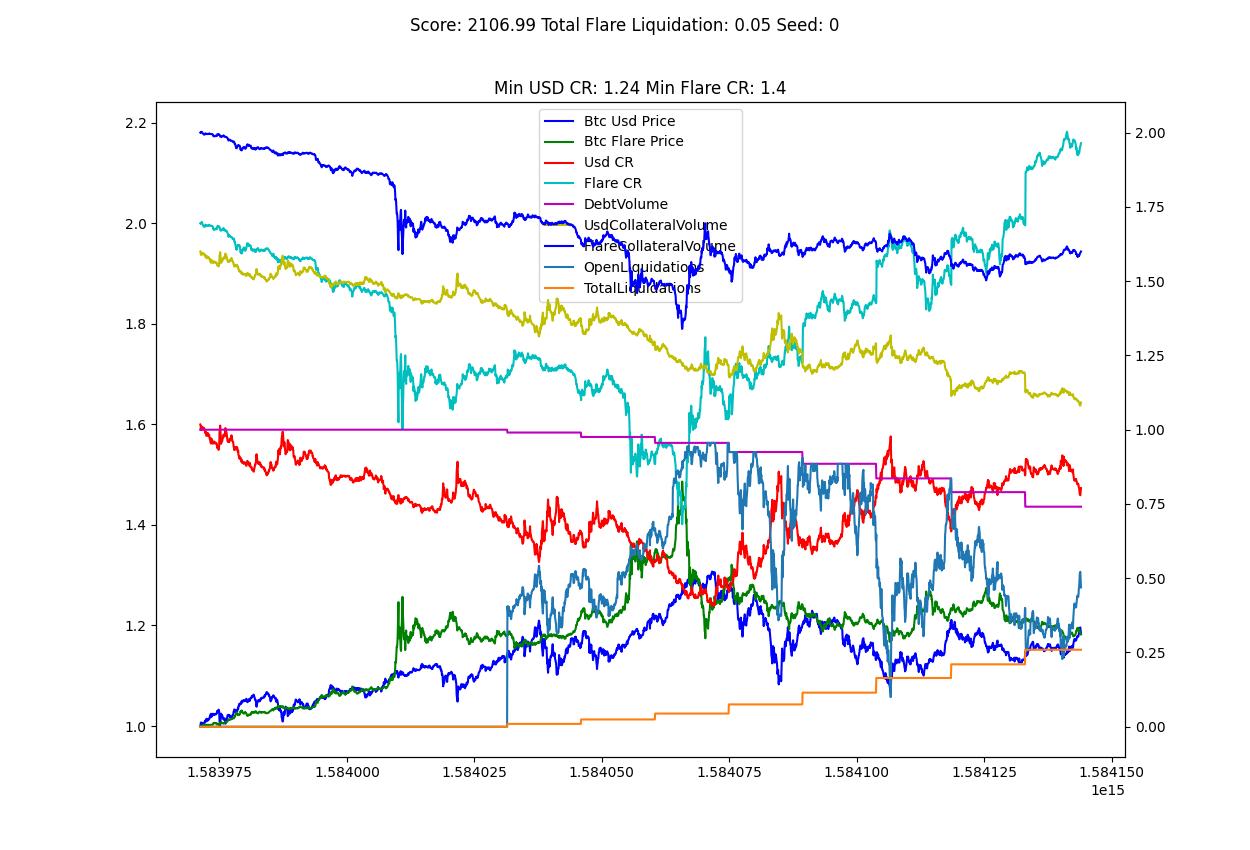 Score: 2106.99 Total Flare Liquidation: 0.05 Seed: 0
Min USD CR: 1.24 Min Flare CR: 1.4
Btc Usd Price
Btc Flare Price
Usd CR
Flare CR
DebtVolume
UsdCollateralVolume
FlareCollateralVolume
OpenLiquidations
TotalLiquidations
2.2
2.0
1.8
1.6
1.4
1.2
1.0
2.00
1.75
1.50
1.25
1.00
0.75
0.50
0.25
0.00
1.583975 1.584000 1.584025 1.584050 1.584075 1.584100 1.584125 1.584150
1e15